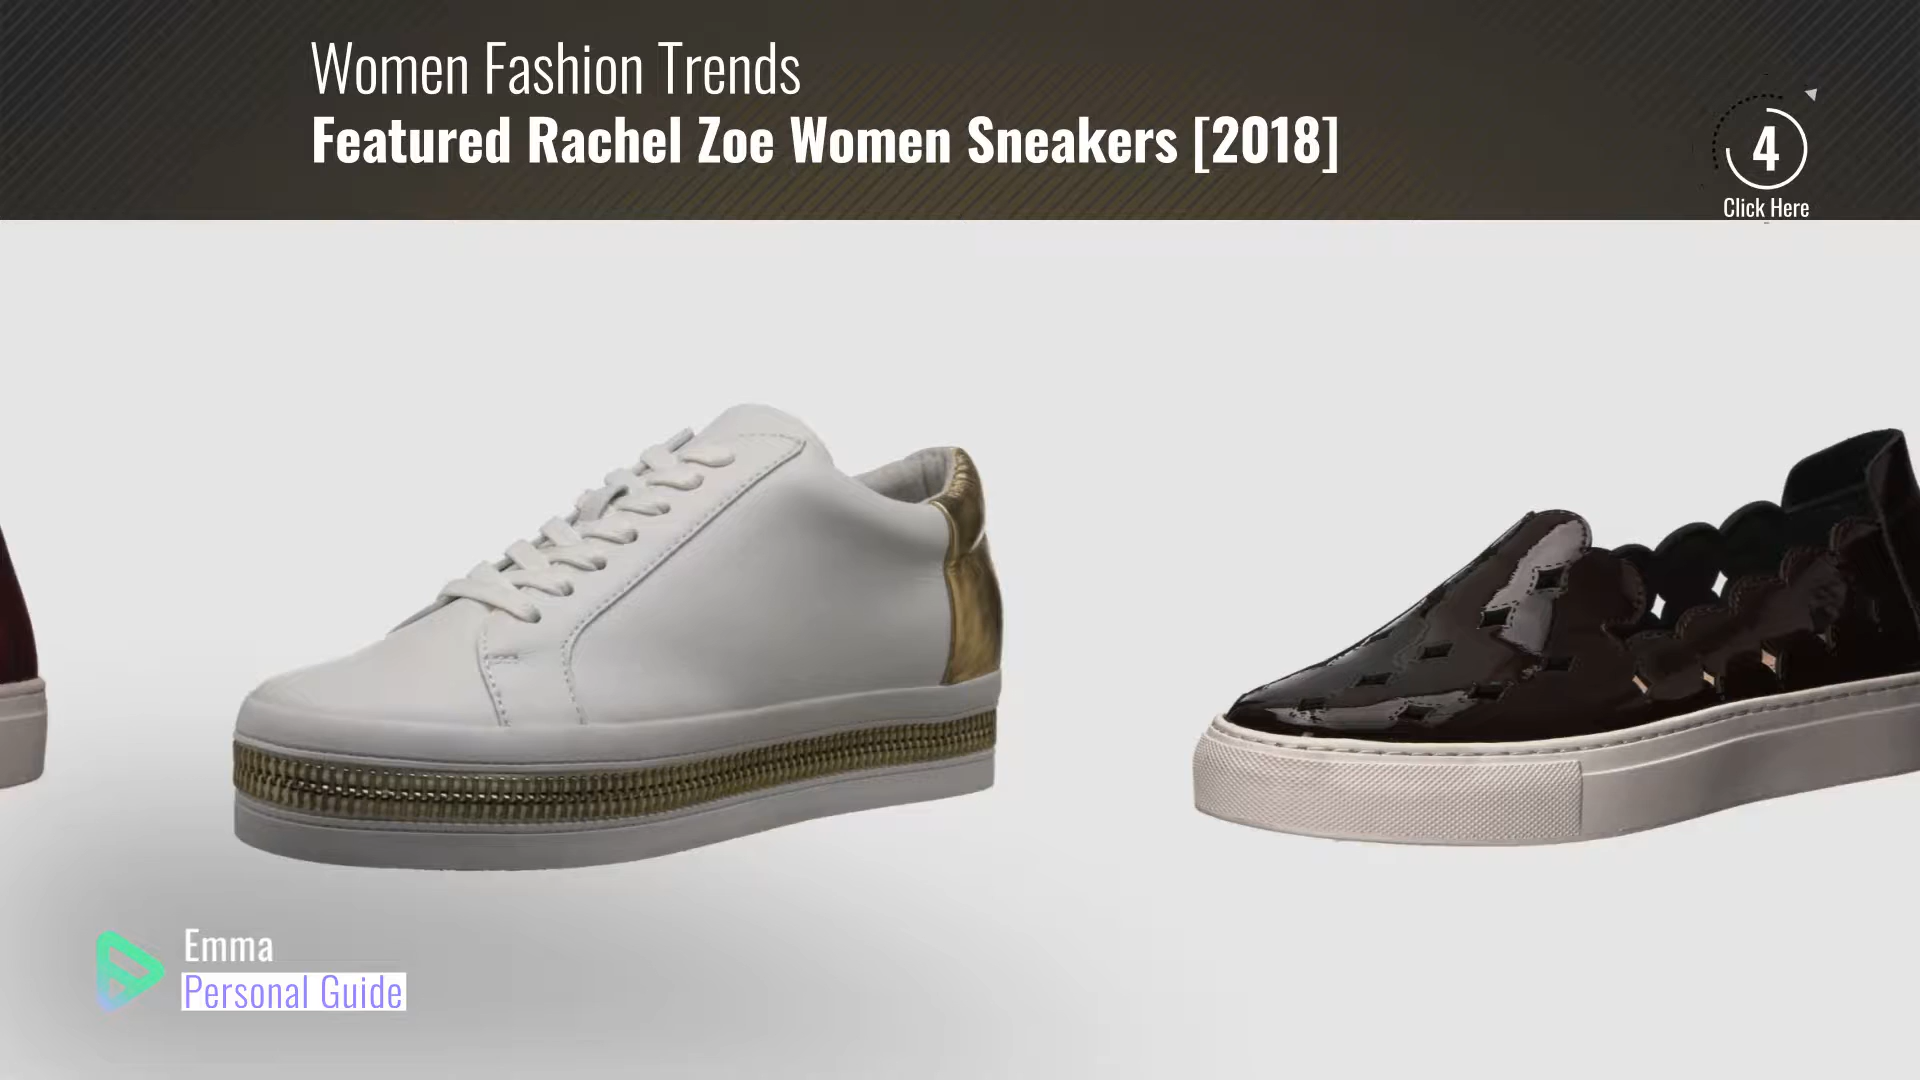 Women Fashion Trends
Featured Rachel Zoe Women Sneakers [2018]
4
Click Here
Emma
Personal Guide